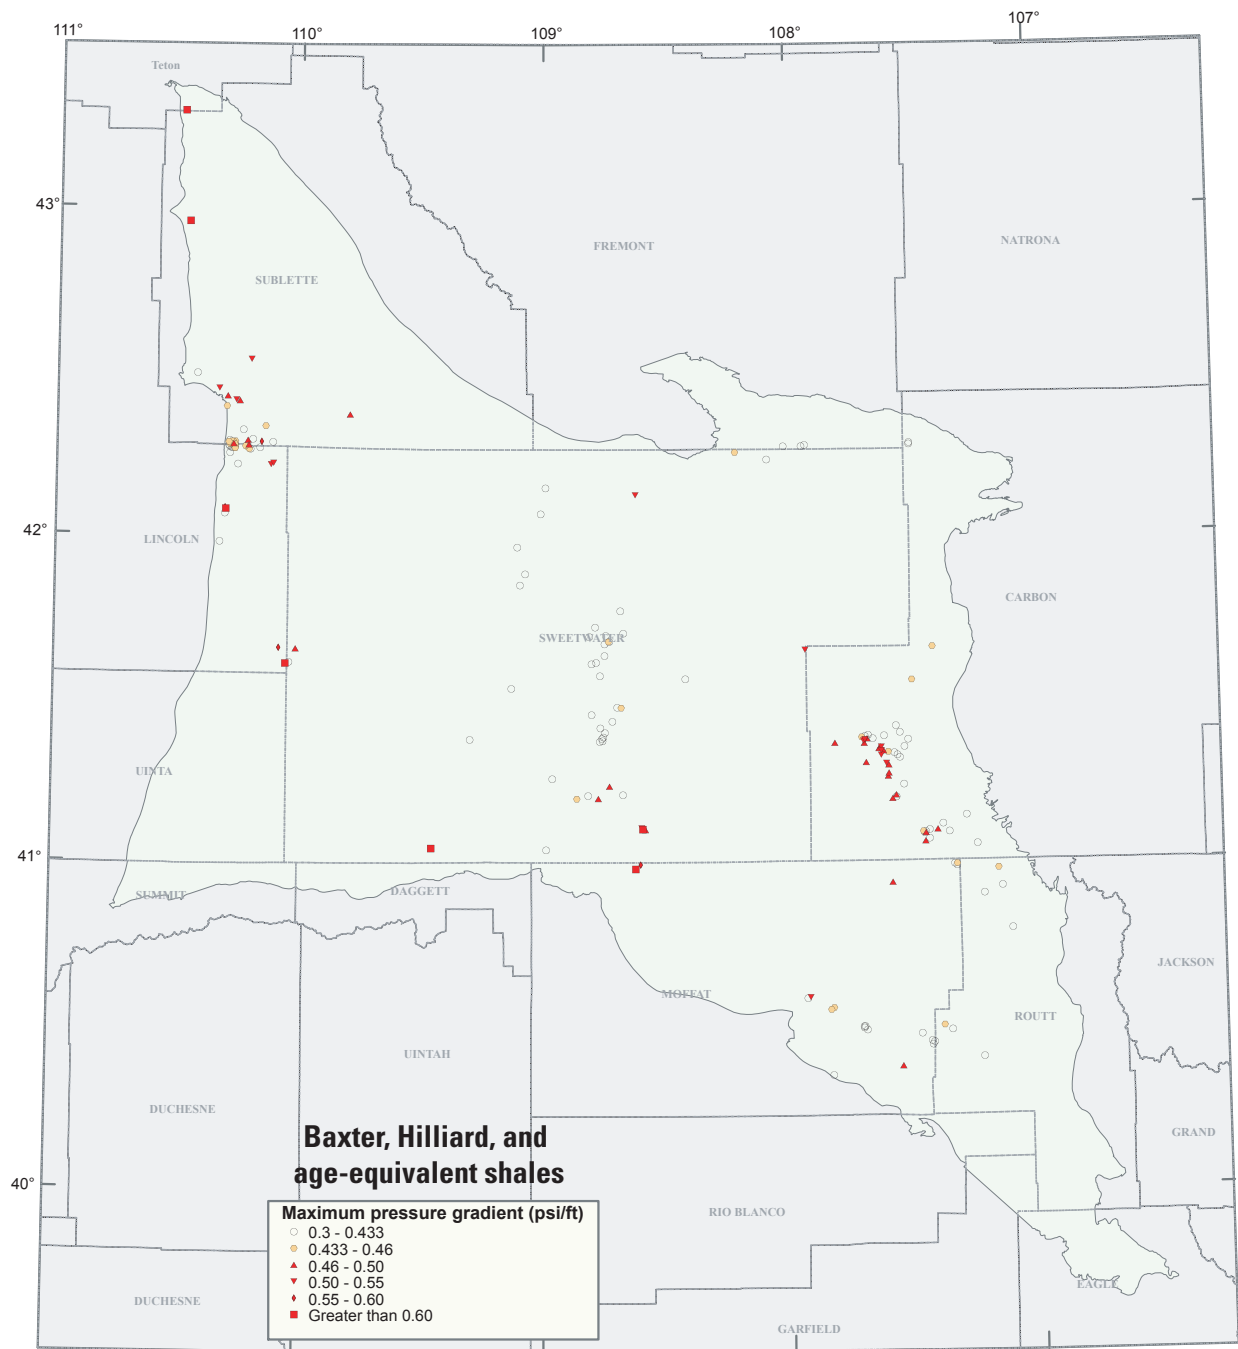 111°
110°
109°
108°
107°
Teton
43°
FREMONT
NATRONA
SUBLETTE
42°
LINCOLN
CARBON
SWEETWATER
UINTA
41°
SUMMIT
DAGGETT
JACKSON
MOFFAT
ROUTT
UINTAH
DUCHESNE
GRAND
Baxter, Hilliard, and
age-equivalent shales
40°
Maximum pressure gradient (psi/ft)
0.3 - 0.433
0.433 - 0.46
0.46 - 0.50
0.50 - 0.55
0.55 - 0.60
Greater than 0.60
RIO BLANCO
EAGLE
DUCHESNE
GARFIELD